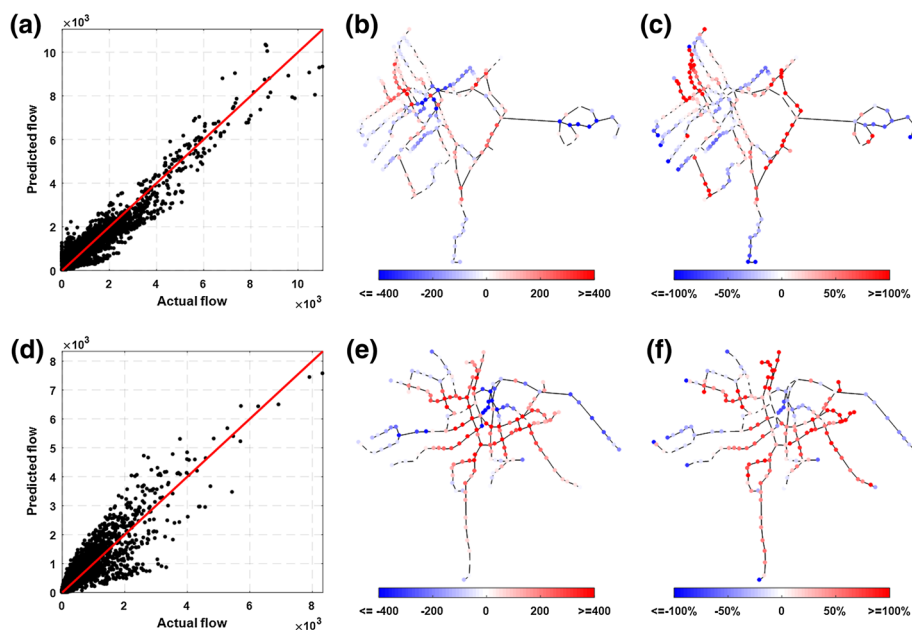 (a)
×10³
10
8
6
4
2
0
Predicted flow
0 2 4 6 8 10
Actual flow
×10³
(b)
<= -400 -200 0 200 >=400
(c)
<=-100% -50% 0 50% >=100%
(d)
×10³
8
7
6
5
4
3
2
1
0
Predicted flow
0 2 4 6 8
Actual flow
×10³
(e)
<= -400 -200 0 200 >=400
(f)
<=-100% -50% 0 50% >=100%